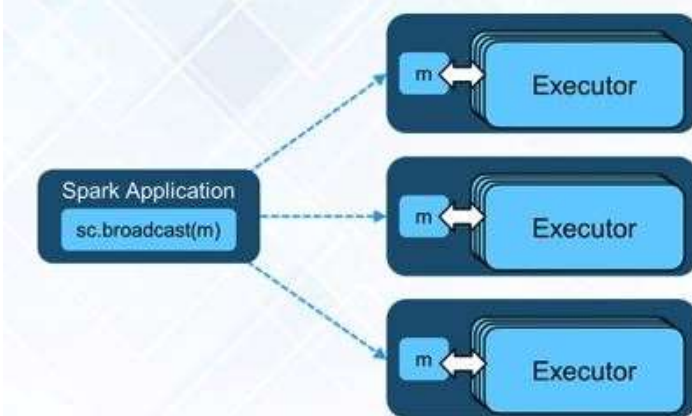 m
Executor
Spark Application
sc.broadcast(m)
m
Executor
m
Executor